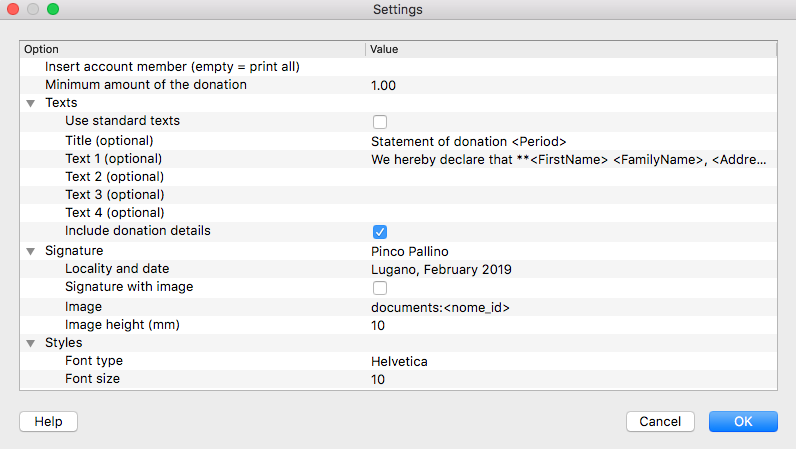 Settings
Option Value
Insert account member (empty = print all)
Minimum amount of the donation 1.00
Texts
Use standard texts
Title (optional) Statement of donation <Period>
Text 1 (optional) We hereby declare that **<FirstName> <FamilyName>, <Addre...
Text 2 (optional)
Text 3 (optional)
Text 4 (optional)
Include donation details
Signature Pinco Pallino
Locality and date Lugano, February 2019
Signature with image
Image documents:<nome_id>
Image height (mm) 10
Styles
Font type Helvetica
Font size 10
Help Cancel OK